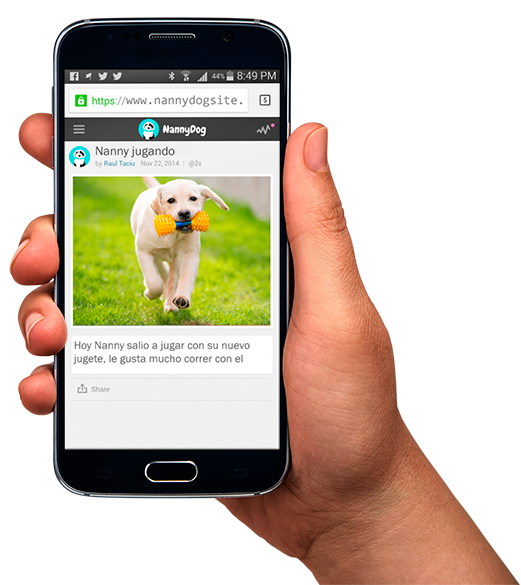 44% 8:49 PM
https://www.nannydogsite. 5
NannyDog
Nanny jugando
by Raul Taciu Nov 22, 2014 | @2x
Hoy Nanny salio a jugar con su nuevo
jugete, le gusta mucho correr con el
Share